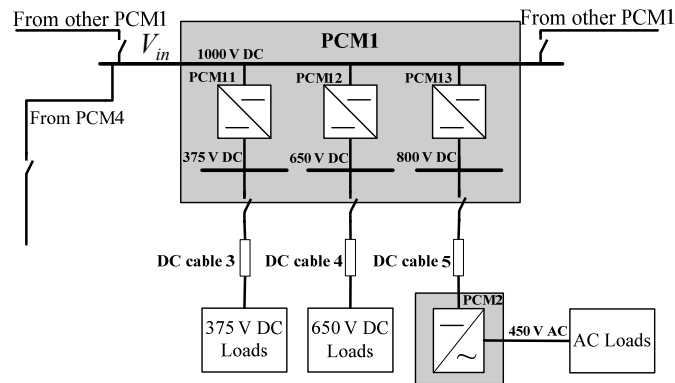 From other PCM1
From other PCM1
V_in
PCM1
1000 V DC
PCM11
PCM12
PCM13
From PCM4
375 V DC
650 V DC
800 V DC
DC cable 3
DC cable 4
DC cable 5
PCM2
375 V DC
Loads
650 V DC
Loads
450 V AC
AC Loads